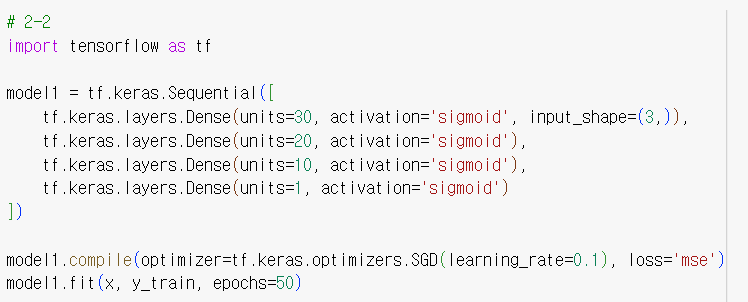 # 2-2
import tensorflow as tf
model1 = tf.keras.Sequential([
    tf.keras.layers.Dense(units=30, activation='sigmoid', input_shape=(3,)),
    tf.keras.layers.Dense(units=20, activation='sigmoid'),
    tf.keras.layers.Dense(units=10, activation='sigmoid'),
    tf.keras.layers.Dense(units=1, activation='sigmoid')
])
model1.compile(optimizer=tf.keras.optimizers.SGD(learning_rate=0.1), loss='mse')
model1.fit(x, y_train, epochs=50)